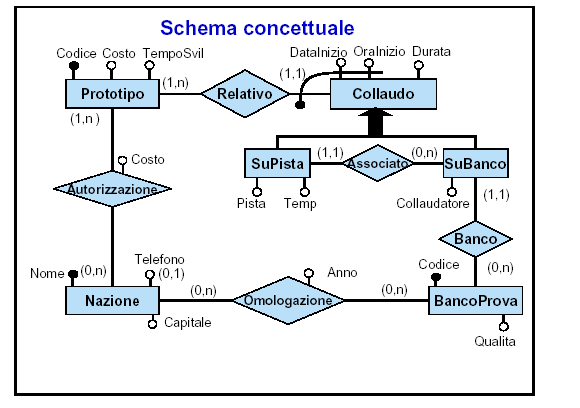 Schema concettuale
Codice Costo TempoSvil
DataInizio OraInizio Durata
Prototipo (1,n) Relativo (1,1) Collaudo
(1,n )
SuPista (1,1) Associato (0,n) SuBanco
Costo
Autorizzazione
Pista Temp Collaudatore
(1,1)
Banco
Nome (0,n) Telefono (0,1)
Anno
Codice (0,n)
Nazione (0,n) Omologazione (0,n) BancoProva
Capitale
Qualita